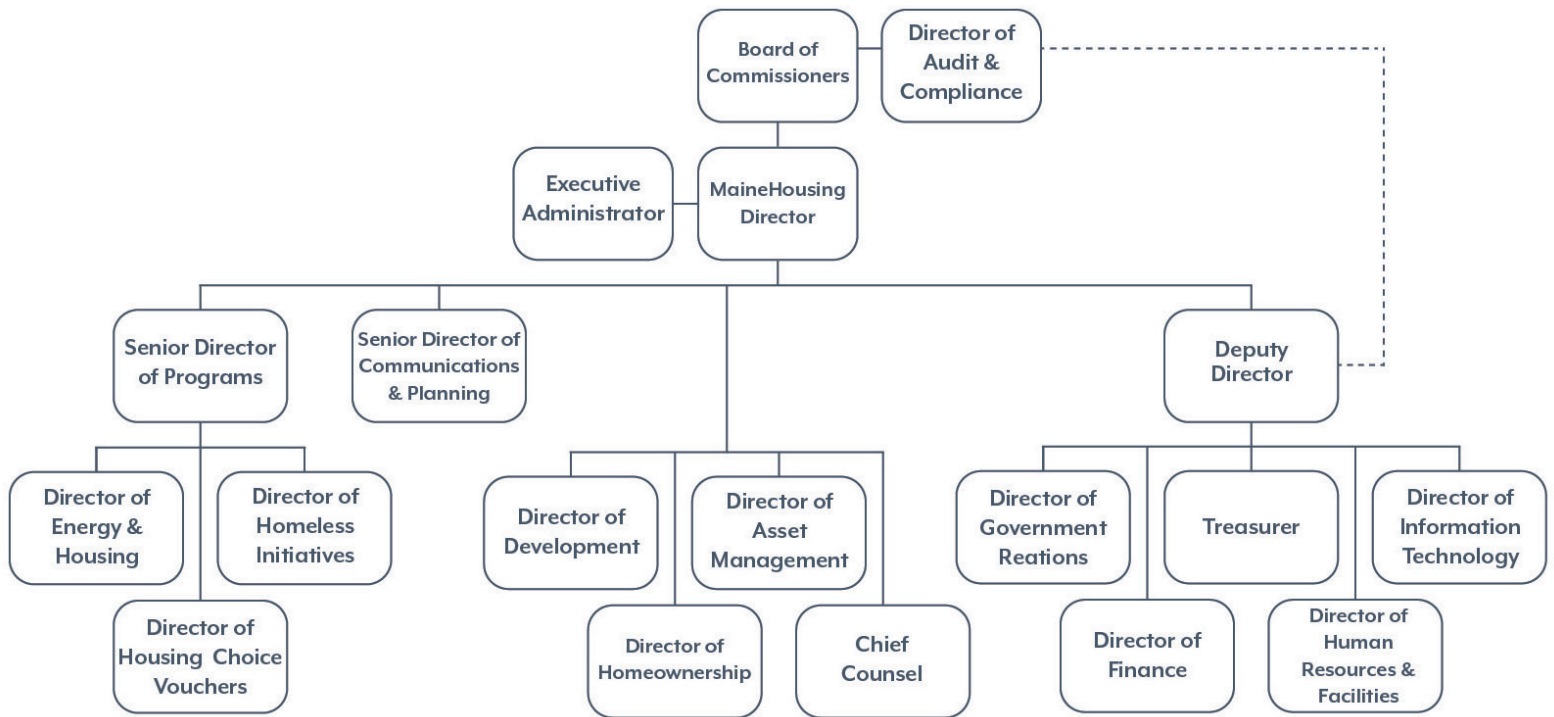 Board of
Commissioners
Director of
Audit &
Compliance
Executive
Administrator
MaineHousing
Director
Senior Director
of Programs
Senior Director of
Communications
& Planning
Deputy
Director
Director of
Energy &
Housing
Director of
Homeless
Initiatives
Director of
Housing Choice
Vouchers
Director of
Development
Director of
Asset
Management
Director of
Homeownership
Chief
Counsel
Director of
Government
Reations
Treasurer
Director of
Information
Technology
Director of
Finance
Director of
Human
Resources &
Facilities